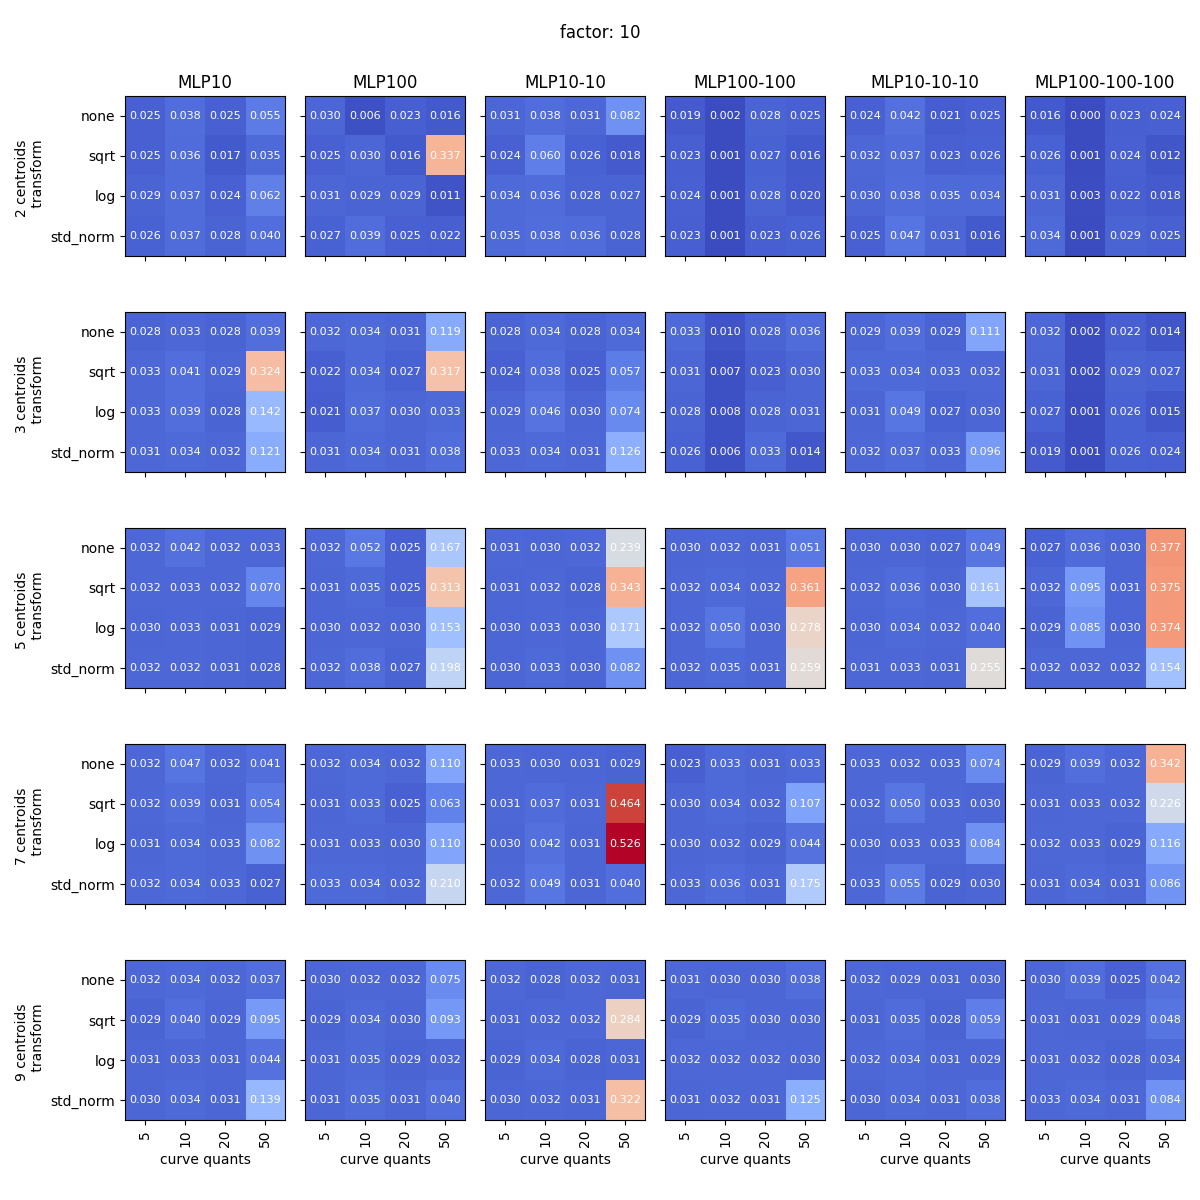 factor: 10
MLP10 MLP100 MLP10-10 MLP100-100 MLP10-10-10 MLP100-100-100
2 centroids
transform
none 0.025 0.038 0.025 0.055 0.030 0.006 0.023 0.016 0.031 0.038 0.031 0.082 0.019 0.002 0.028 0.025 0.024 0.042 0.021 0.025 0.016 0.000 0.023 0.024
sqrt 0.025 0.036 0.017 0.035 0.025 0.030 0.016 0.337 0.024 0.060 0.026 0.018 0.023 0.001 0.027 0.016 0.032 0.037 0.023 0.026 0.026 0.001 0.024 0.012
log 0.029 0.037 0.024 0.062 0.031 0.029 0.029 0.011 0.034 0.036 0.028 0.027 0.024 0.001 0.028 0.020 0.030 0.038 0.035 0.034 0.031 0.003 0.022 0.018
std_norm 0.026 0.037 0.028 0.040 0.027 0.039 0.025 0.022 0.035 0.038 0.036 0.028 0.023 0.001 0.023 0.026 0.025 0.047 0.031 0.016 0.034 0.001 0.029 0.025
3 centroids
transform
none 0.028 0.033 0.028 0.039 0.032 0.034 0.031 0.119 0.028 0.034 0.028 0.034 0.033 0.010 0.028 0.036 0.029 0.039 0.029 0.111 0.032 0.002 0.022 0.014
sqrt 0.033 0.041 0.029 0.324 0.022 0.034 0.027 0.317 0.024 0.038 0.025 0.057 0.031 0.007 0.023 0.030 0.033 0.034 0.033 0.032 0.031 0.002 0.029 0.027
log 0.033 0.039 0.028 0.142 0.021 0.037 0.030 0.033 0.029 0.046 0.030 0.074 0.028 0.008 0.028 0.031 0.031 0.049 0.027 0.030 0.027 0.001 0.026 0.015
std_norm 0.031 0.034 0.032 0.121 0.031 0.034 0.031 0.038 0.033 0.034 0.031 0.126 0.026 0.006 0.033 0.014 0.032 0.037 0.033 0.096 0.019 0.001 0.026 0.024
5 centroids
transform
none 0.032 0.042 0.032 0.033 0.032 0.052 0.025 0.167 0.031 0.030 0.032 0.239 0.030 0.032 0.031 0.051 0.030 0.030 0.027 0.049 0.027 0.036 0.030 0.377
sqrt 0.032 0.033 0.032 0.070 0.031 0.035 0.025 0.313 0.031 0.032 0.028 0.343 0.032 0.034 0.032 0.361 0.032 0.036 0.030 0.161 0.032 0.095 0.031 0.375
log 0.030 0.033 0.031 0.029 0.030 0.032 0.030 0.153 0.030 0.033 0.030 0.171 0.032 0.050 0.030 0.278 0.030 0.034 0.032 0.040 0.029 0.085 0.030 0.374
std_norm 0.032 0.032 0.031 0.028 0.032 0.038 0.027 0.198 0.030 0.033 0.030 0.082 0.032 0.035 0.031 0.259 0.031 0.033 0.031 0.255 0.032 0.032 0.032 0.154
7 centroids
transform
none 0.032 0.047 0.032 0.041 0.032 0.034 0.032 0.110 0.033 0.030 0.031 0.029 0.023 0.033 0.031 0.033 0.033 0.032 0.033 0.074 0.029 0.039 0.032 0.342
sqrt 0.032 0.039 0.031 0.054 0.031 0.033 0.025 0.063 0.031 0.037 0.031 0.464 0.030 0.034 0.032 0.107 0.032 0.050 0.033 0.030 0.031 0.033 0.032 0.226
log 0.031 0.034 0.033 0.082 0.031 0.033 0.030 0.110 0.030 0.042 0.031 0.526 0.030 0.032 0.029 0.044 0.030 0.033 0.033 0.084 0.032 0.033 0.029 0.116
std_norm 0.032 0.034 0.033 0.027 0.033 0.034 0.032 0.210 0.032 0.049 0.031 0.040 0.033 0.036 0.031 0.175 0.033 0.055 0.029 0.030 0.031 0.034 0.031 0.086
9 centroids
transform
none 0.032 0.034 0.032 0.037 0.030 0.032 0.032 0.075 0.032 0.028 0.032 0.031 0.031 0.030 0.030 0.038 0.032 0.029 0.031 0.030 0.030 0.039 0.025 0.042
sqrt 0.029 0.040 0.029 0.095 0.029 0.034 0.030 0.093 0.031 0.032 0.032 0.284 0.029 0.035 0.030 0.030 0.031 0.035 0.028 0.059 0.031 0.031 0.029 0.048
log 0.031 0.033 0.031 0.044 0.031 0.035 0.029 0.032 0.029 0.034 0.028 0.031 0.032 0.032 0.032 0.030 0.032 0.034 0.031 0.029 0.031 0.032 0.028 0.034
std_norm 0.030 0.034 0.031 0.139 0.031 0.035 0.031 0.040 0.030 0.032 0.031 0.322 0.031 0.032 0.031 0.125 0.030 0.034 0.031 0.038 0.033 0.034 0.031 0.084
5 10 20 50 5 10 20 50 5 10 20 50 5 10 20 50 5 10 20 50 5 10 20 50
curve quants curve quants curve quants curve quants curve quants curve quants